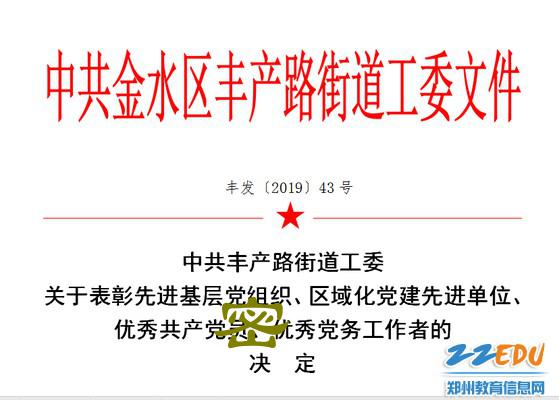 中共金水区丰产路街道工委文件
丰发〔2019〕43号
中共丰产路街道工委
关于表彰先进基层党组织、区域化党建先进单位、
优秀共产党员、优秀党务工作者的
决 定
密
ZZEDU
郑州教育信息网